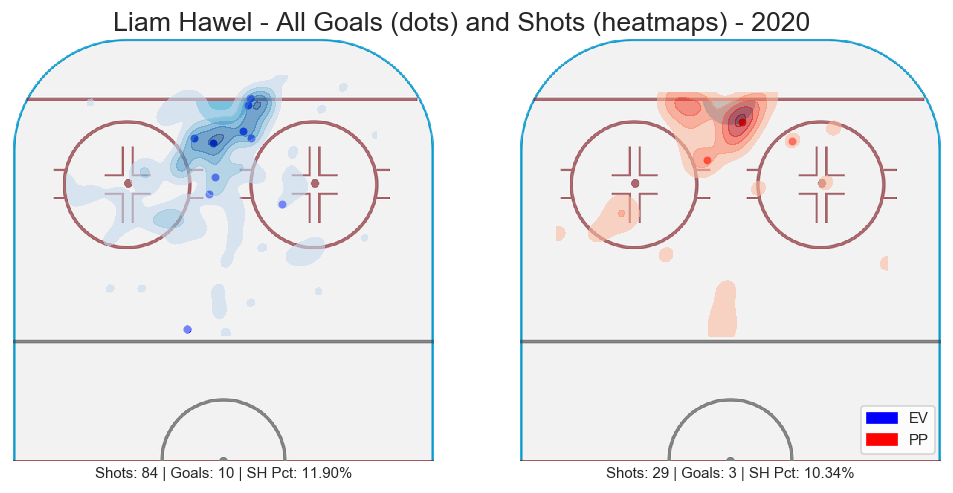 Liam Hawel - All Goals (dots) and Shots (heatmaps) - 2020
EV
PP
Shots: 84 | Goals: 10 | SH Pct: 11.90%
Shots: 29 | Goals: 3 | SH Pct: 10.34%